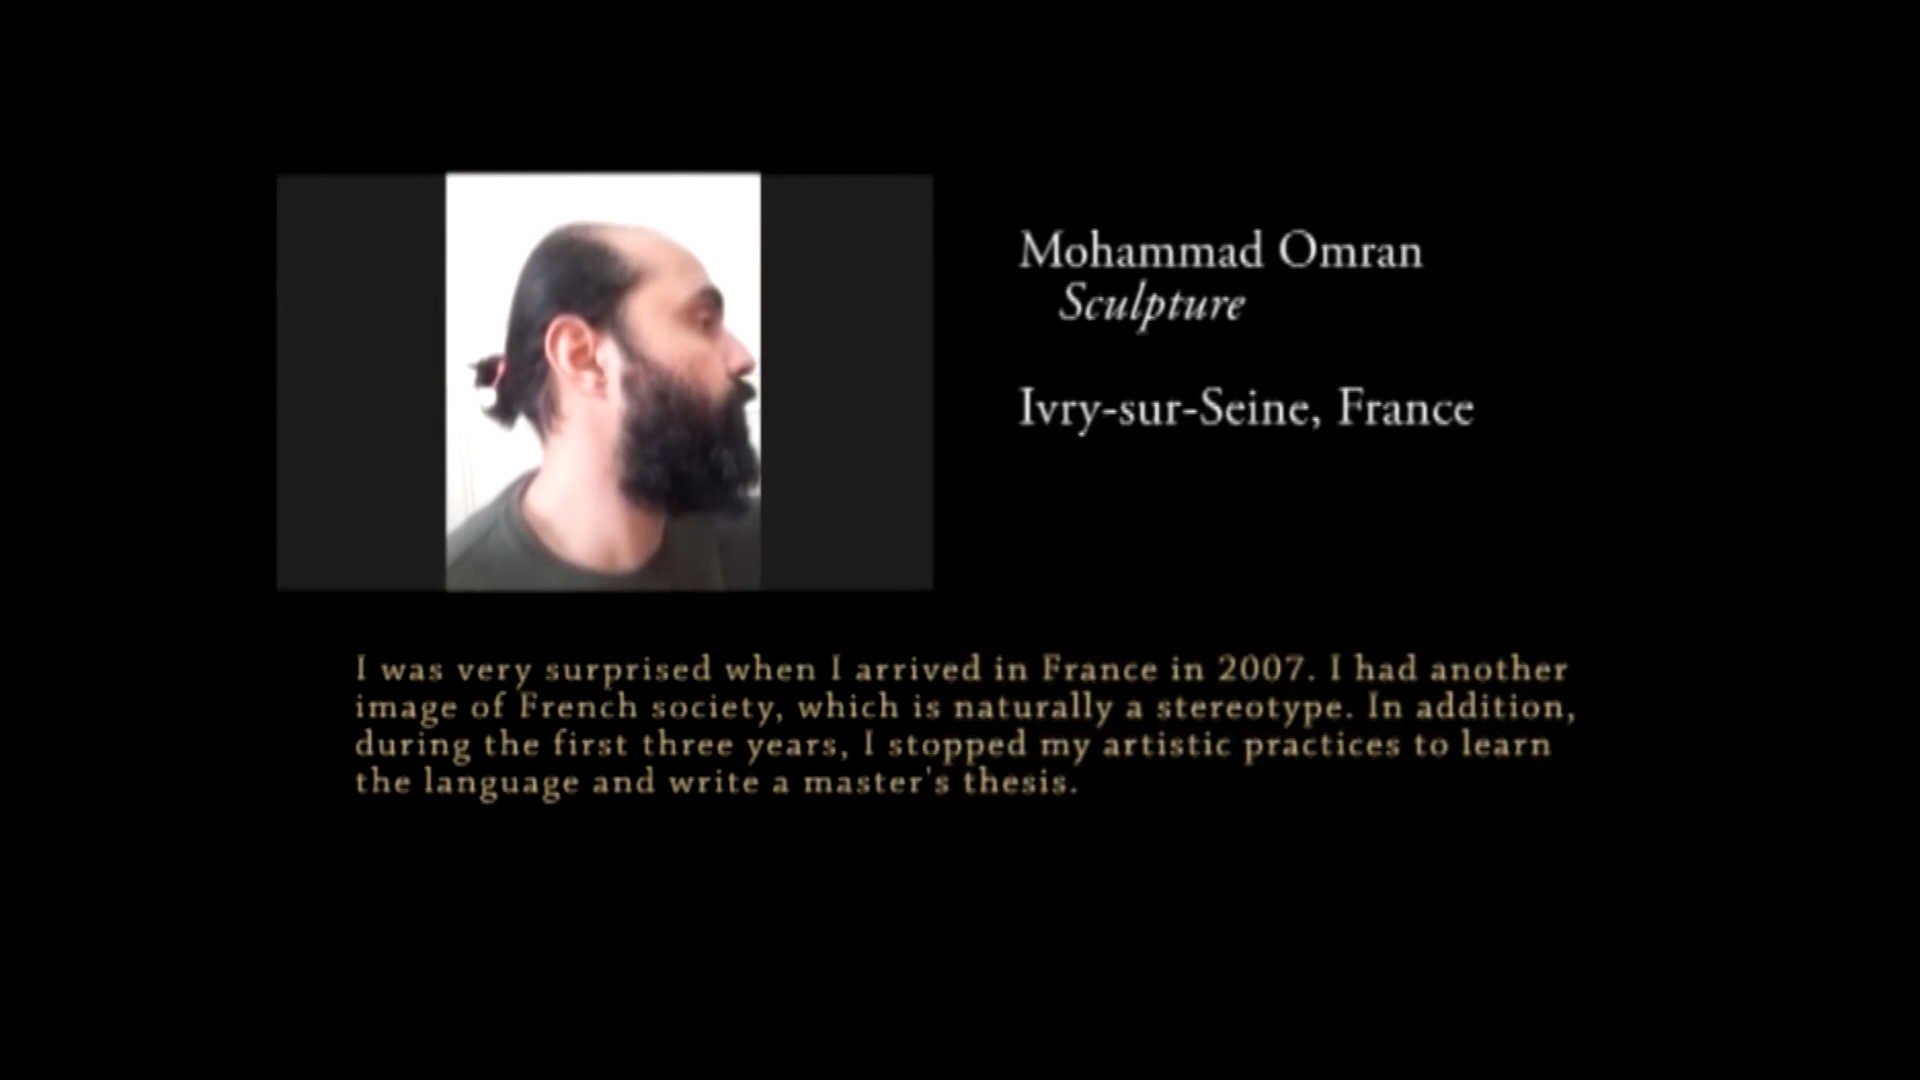 Mohammad Omran
Sculpture
Ivry-sur-Seine, France
I was very surprised when I arrived in France in 2007. I had another
image of French society, which is naturally a stereotype. In addition,
during the first three years, I stopped my artistic practices to learn
the language and write a master's thesis.